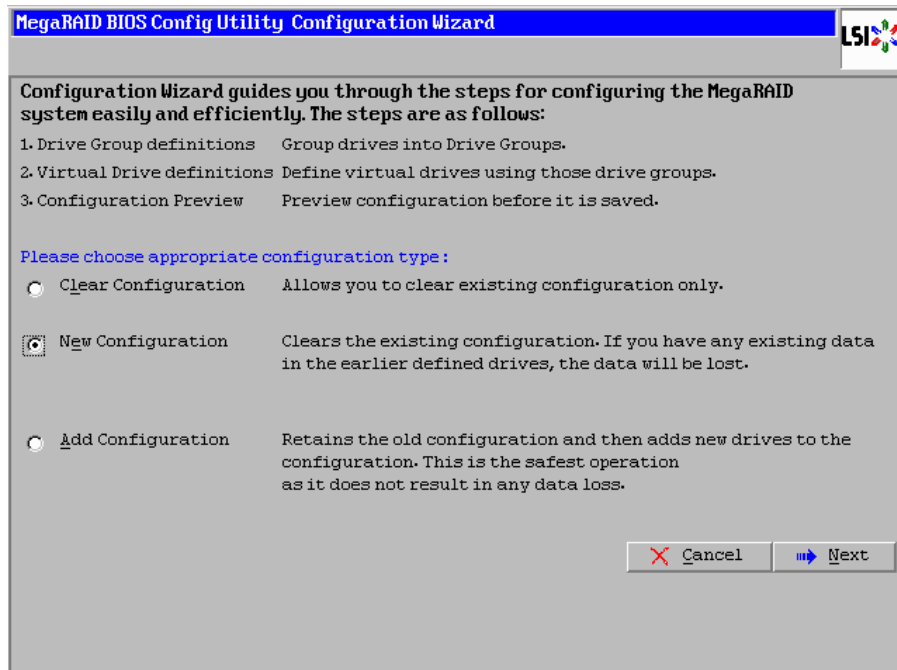 MegaRAID BIOS Config Utility Configuration Wizard
LSI
Configuration Wizard guides you through the steps for configuring the MegaRAID
system easily and efficiently. The steps are as follows:
1. Drive Group definitions Group drives into Drive Groups.
2. Virtual Drive definitions Define virtual drives using those drive groups.
3. Configuration Preview Preview configuration before it is saved.
Please choose appropriate configuration type:
Clear Configuration Allows you to clear existing configuration only.
New Configuration Clears the existing configuration. If you have any existing data
in the earlier defined drives, the data will be lost.
Add Configuration Retains the old configuration and then adds new drives to the
configuration. This is the safest operation
as it does not result in any data loss.
Cancel Next